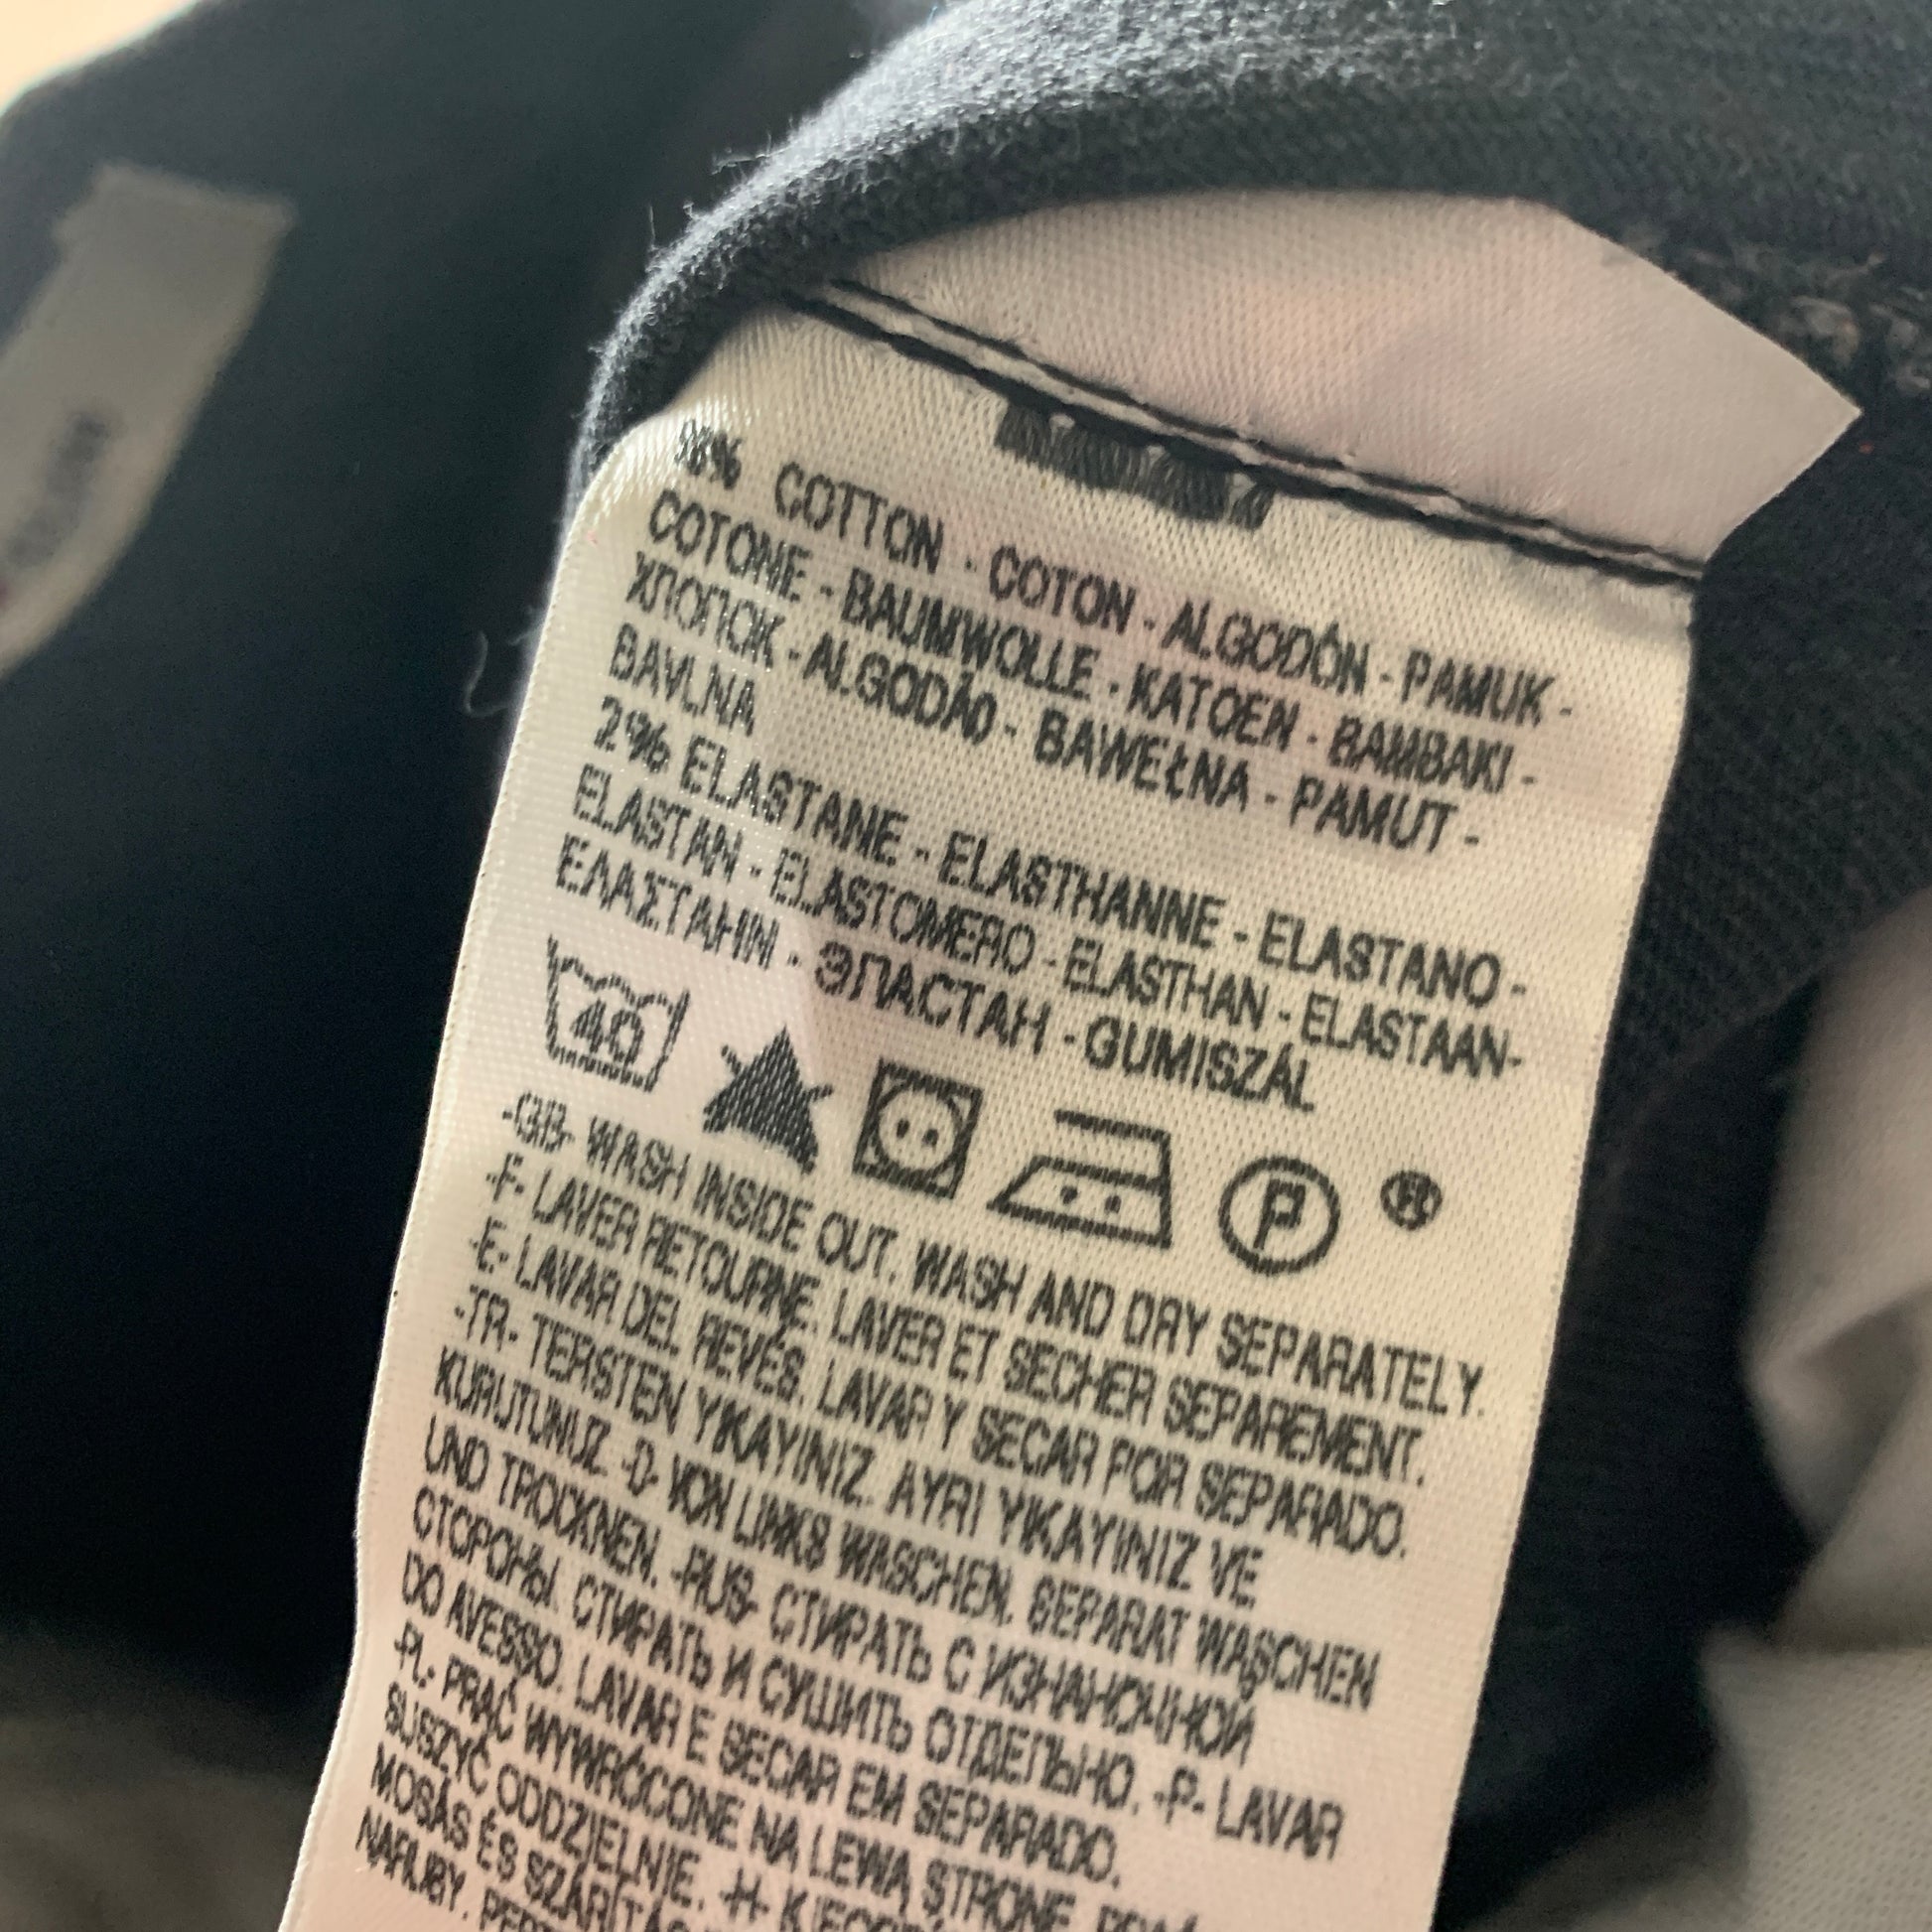 98% COTTON - COTON - ALGODÓN - PAMUK -
COTONE - BAUMWOLLE - KATOEN - BAMBAKI -
ХЛОПОК - ALGODÃO - BAWEŁNA - PAMUT -
BAVLNA
2% ELASTANE - ELASTHANNE - ELASTANO -
ELASTAN - ELASTOMERO - ELASTHAN - ELASTAAN-
ΕΛΑΣΤΑΗΙΝ - ЭЛАСТАН - GUMISZÁL
40
P ®
-GB- WASH INSIDE OUT. WASH AND DRY SEPARATELY.
-F- LAVER RETOURNE. LAVER ET SECHER SEPAREMENT.
-E- LAVAR DEL REVÉS. LAVAR Y SECAR POR SEPARADO.
-TR- TERSTEN YIKAYINIZ. AYRI YIKAYINIZ VE
KURUTUNUZ. -D- VON LINKS WASCHEN. SEPARAT WASCHEN
UND TROCKNEN. -RUS- СТИРАТЬ С ИЗНАНОЧНОЙ
СТОРОНЫ. СТИРАТЬ И СУШИТЬ ОТДЕЛЬНО. -P- LAVAR
DO AVESSO. LAVAR E SECAR EM SEPARADO.
-PL- PRAĆ WYWRÓCONE NA LEWĄ STRONE.
SUSZYĆ ODDZIELNIE. -H-
MOSÁS ÉS
NARUBY.